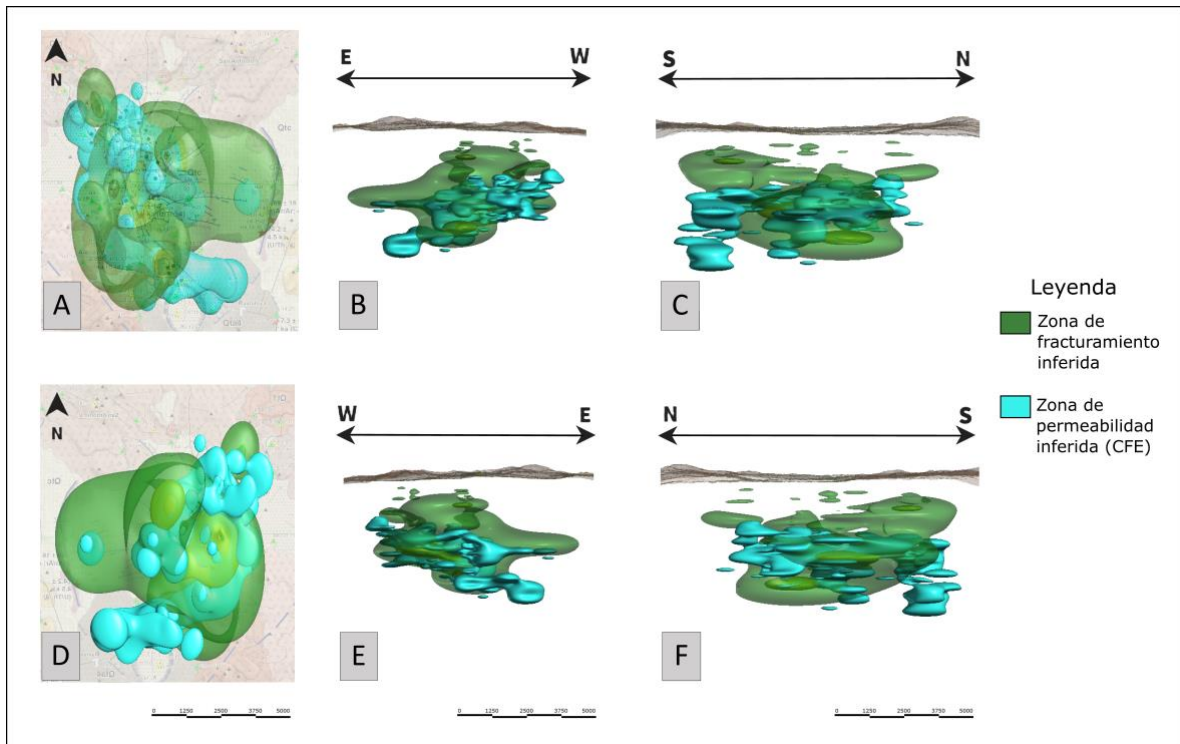 N
A
E W
B
S N
C
Leyenda
Zona de
fracturamiento
inferida
Zona de
permeabilidad
inferida (CFE)
N
D
W E
E
N S
F
0 1250 2500 3750 5000
0 1250 2500 3750 5000
0 1250 2500 3750 5000